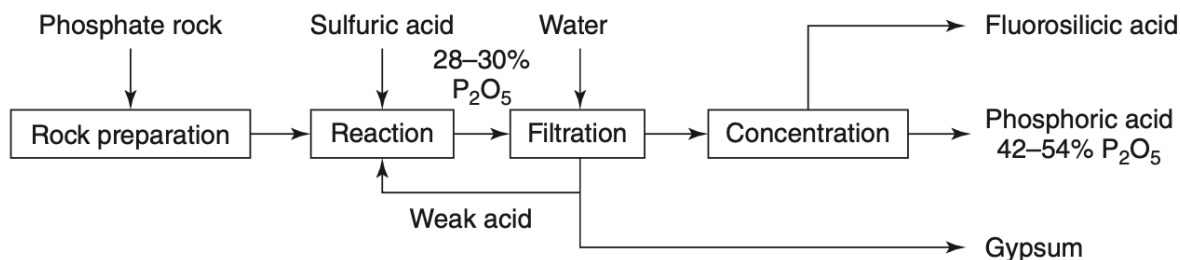 Phosphate rock
Sulfuric acid
Water
Fluorosilicic acid
28–30%
P₂O₅
Rock preparation
Reaction
Filtration
Concentration
Phosphoric acid
42–54% P₂O₅
Weak acid
Gypsum